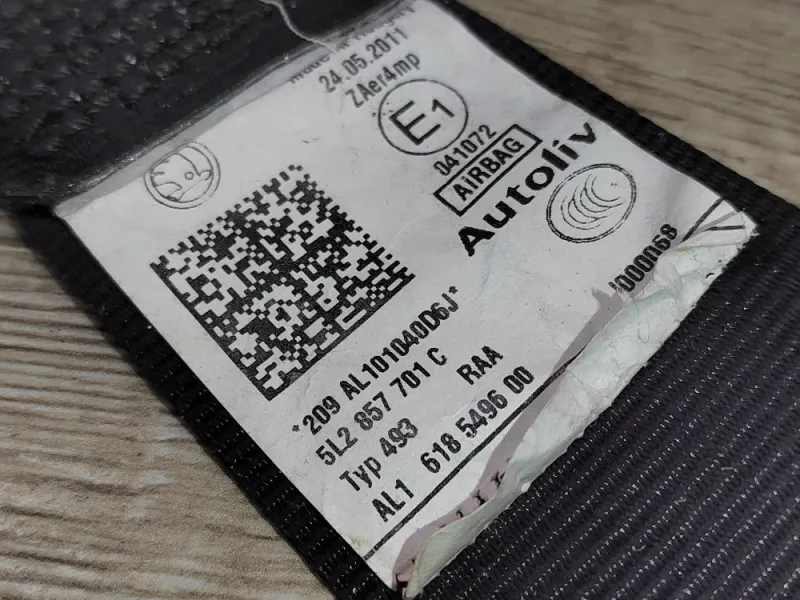 24.05.2011
ZAer4mp
E1
041072
AiRBAG
Autoliv
*209 AL101040D6J*
5L2 857 701 C
RAA
Typ 493
AL1 618 5496 00